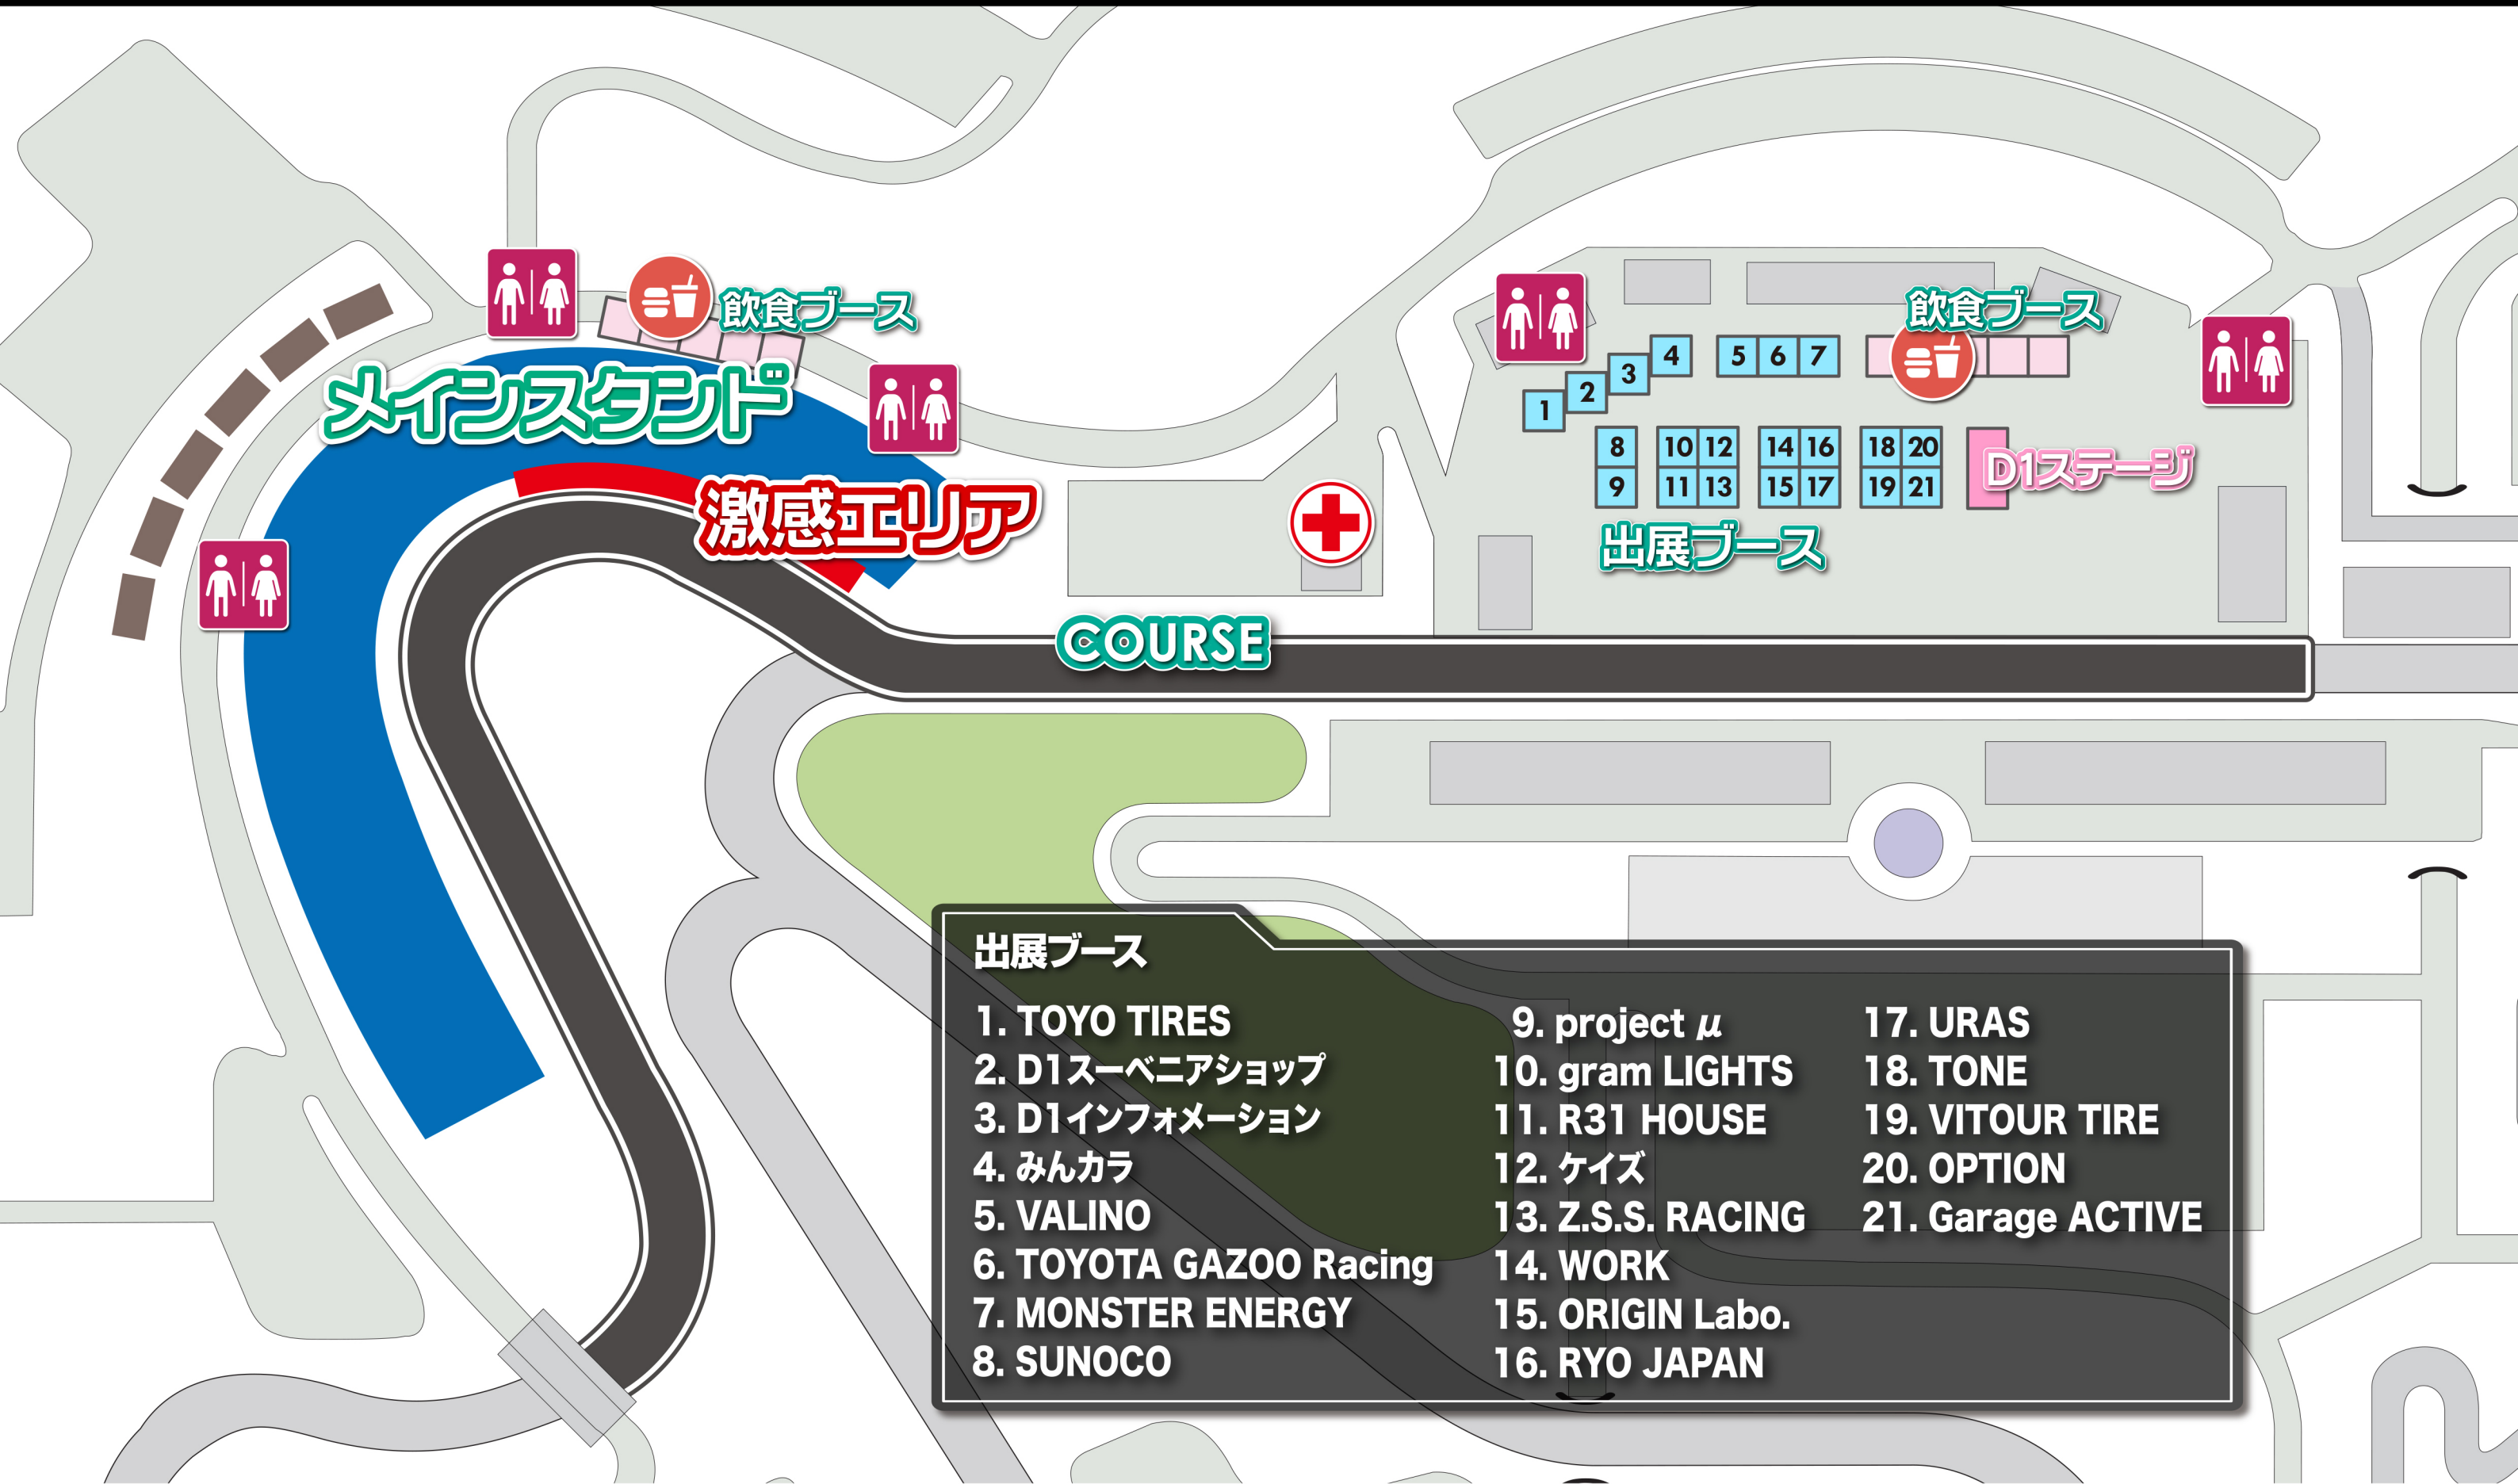 飲食ブース
メインスタンド
激感エリア
COURSE
飲食ブース
4
5 6 7
3
2
1
8 10 12 14 16 18 20
9 11 13 15 17 19 21
D1ステージ
出展ブース
出展ブース
1. TOYO TIRES
2. D1スーベニアショップ
3. D1インフォメーション
4. みんカラ
5. VALINO
6. TOYOTA GAZOO Racing
7. MONSTER ENERGY
8. SUNOCO
9. project μ
10. gram LIGHTS
11. R31 HOUSE
12. ケイズ
13. Z.S.S. RACING
14. WORK
15. ORIGIN Labo.
16. RYO JAPAN
17. URAS
18. TONE
19. VITOUR TIRE
20. OPTION
21. Garage ACTIVE